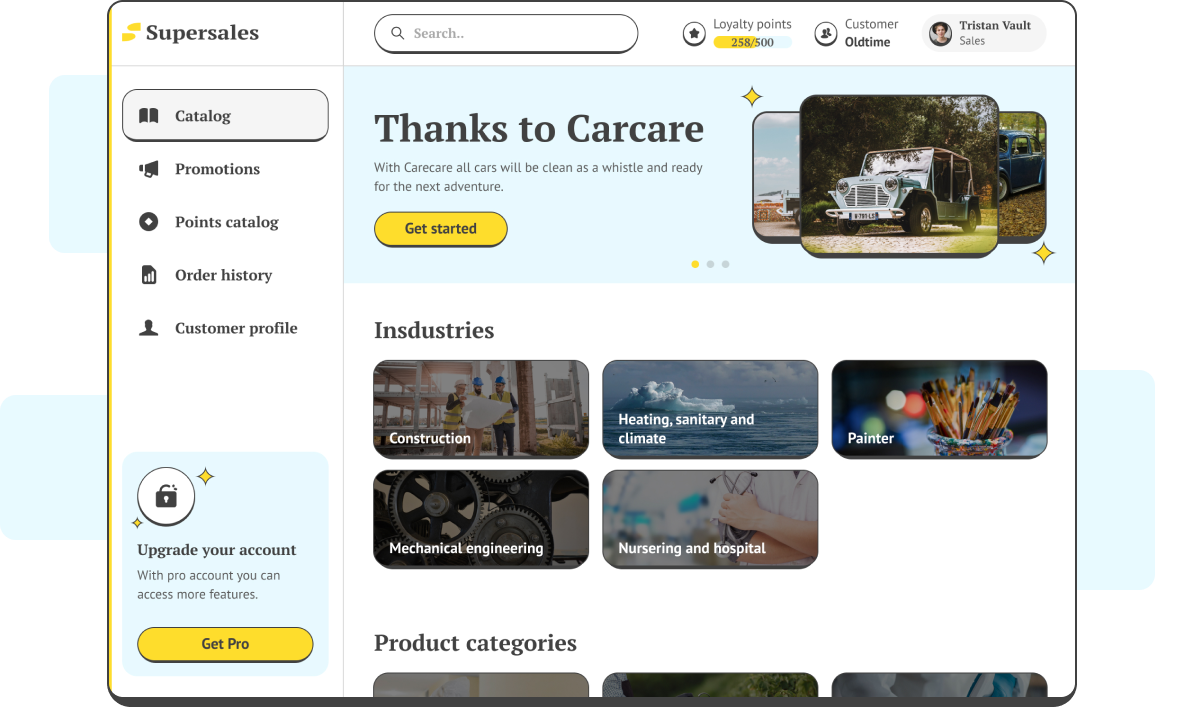 Supersales
Search..
Loyalty points
258/500
Customer
Oldtime
Tristan Vault
Sales
Catalog
Promotions
Points catalog
Order history
Customer profile
Upgrade your account
With pro account you can
access more features.
Get Pro
Thanks to Carcare
With Carecare all cars will be clean as a whistle and ready
for the next adventure.
Get started
Insdustries
Construction
Heating, sanitary and
climate
Painter
Mechanical engineering
Nursering and hospital
Product categories